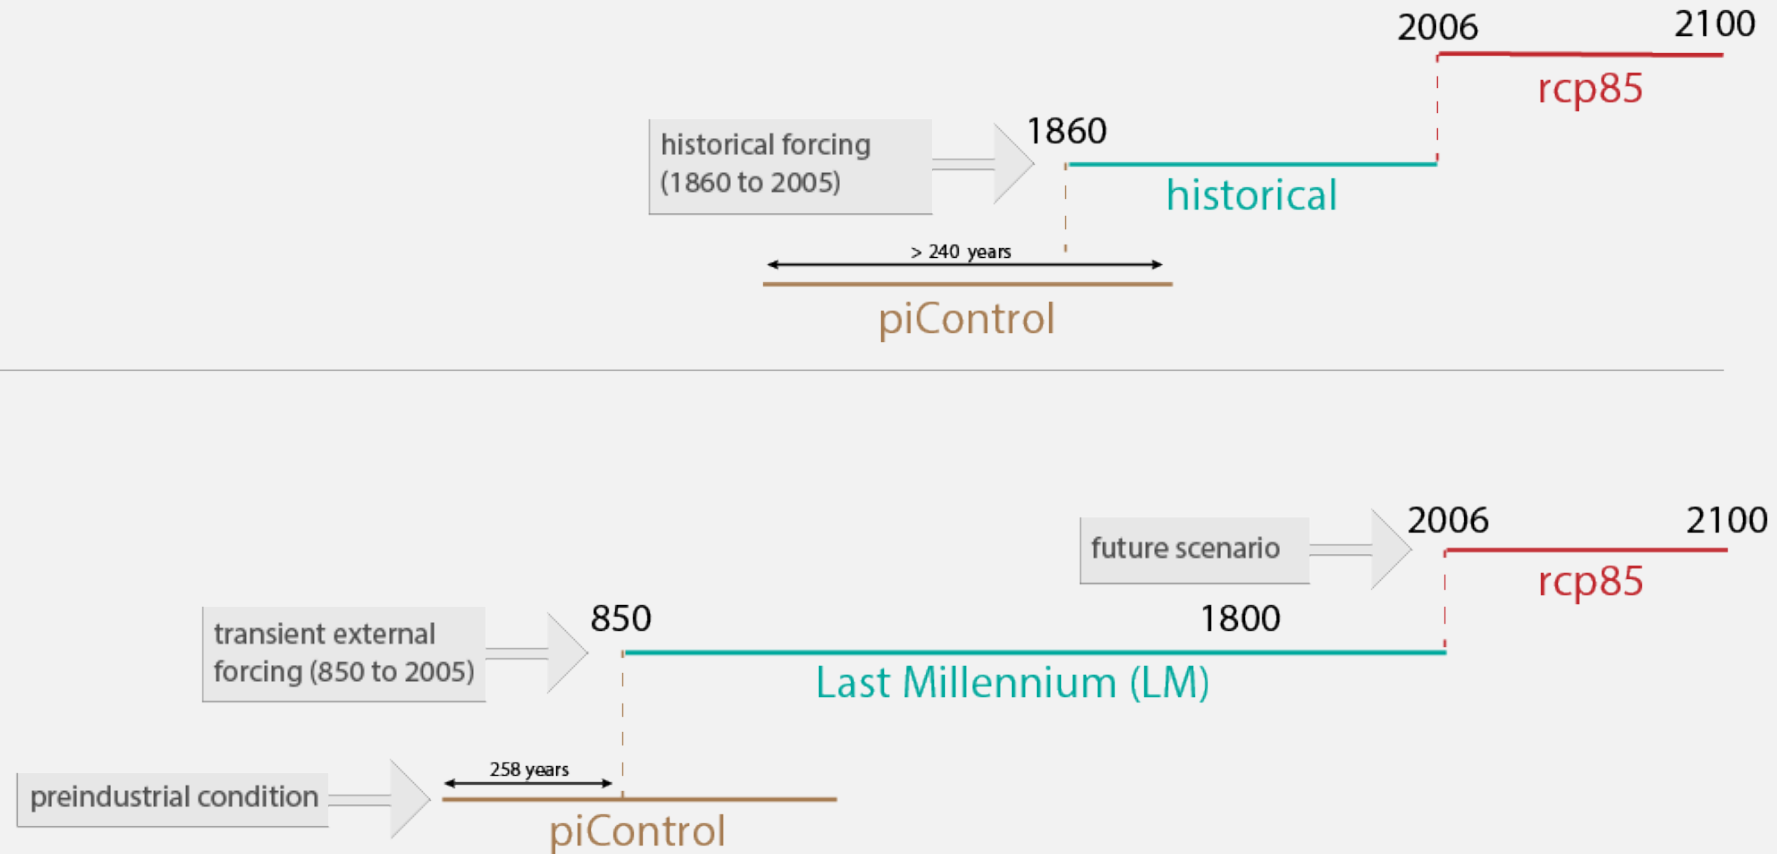 2006
2100
rcp85
1860
historical forcing
(1860 to 2005)
historical
> 240 years
piControl
2006
2100
future scenario
rcp85
850
1800
transient external
forcing (850 to 2005)
Last Millennium (LM)
258 years
preindustrial condition
piControl